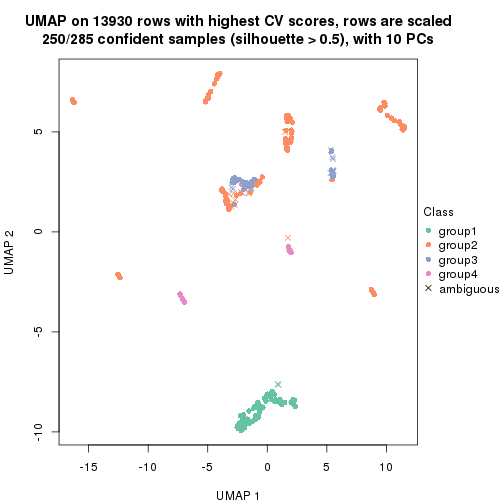 UMAP on 13930 rows with highest CV scores, rows are scaled
250/285 confident samples (silhouette > 0.5), with 10 PCs
5
0
-5
-10
UMAP 2
-15
-10
-5
0
5
10
UMAP 1
Class
group1
group2
group3
group4
ambiguous